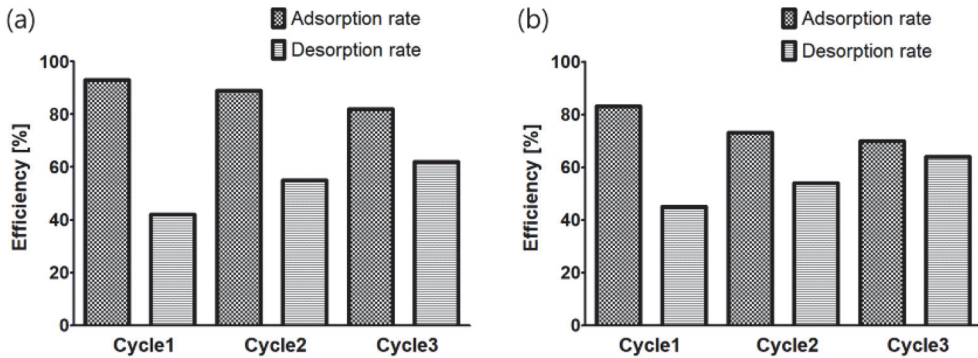 (a)
Adsorption rate
Desorption rate
Efficiency [%]
100
80
60
40
20
0
Cycle1 Cycle2 Cycle3
(b)
Adsorption rate
Desorption rate
Efficiency [%]
100
80
60
40
20
0
Cycle1 Cycle2 Cycle3